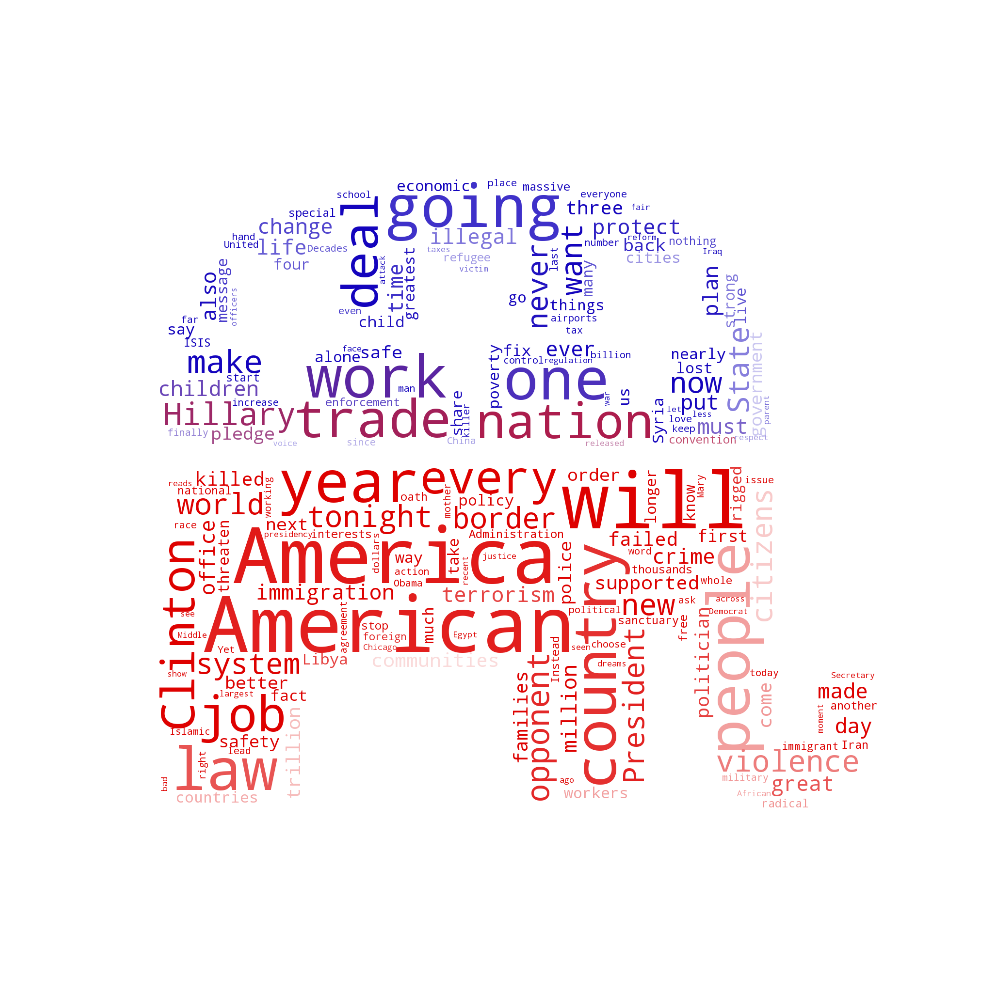 school economic place massive everyone
special deal going three fair
hand change illegal protect
United life Decades taxes refugee victim number reform back nothing
four attack time greatest never last want many cities Iraq
also message officers go things plan strong live State
far even child airports tax
say ISIS
make alone face safe fix ever billion nearly
children start work man poverty control regulation one us lost now put government
increase enforcement share killer war Syria let less love keep must parent
Hillary trade nation
finally pledge voice since China released convention respect
reads killed year every will order longer know Mary rigged issue
national working world oath mother policy
race office threaten next tonight border failed first citizens
presidency interests Administration
Clinton America dollars way take recent justice police word crime people
see immigration action Obama terrorism country supported thousands whole
American agreement much political new ask across Democrat
Middle stop foreign Egypt sanctuary free politician
Yet Chicago Instead seen choose
show system Libya communities dreams
largest better fact opponent families million President today Secretary
job come made another
Islamic safety trillion moment day
lead immigrant Iran
bad law right violence
ago military great
countries workers African radical